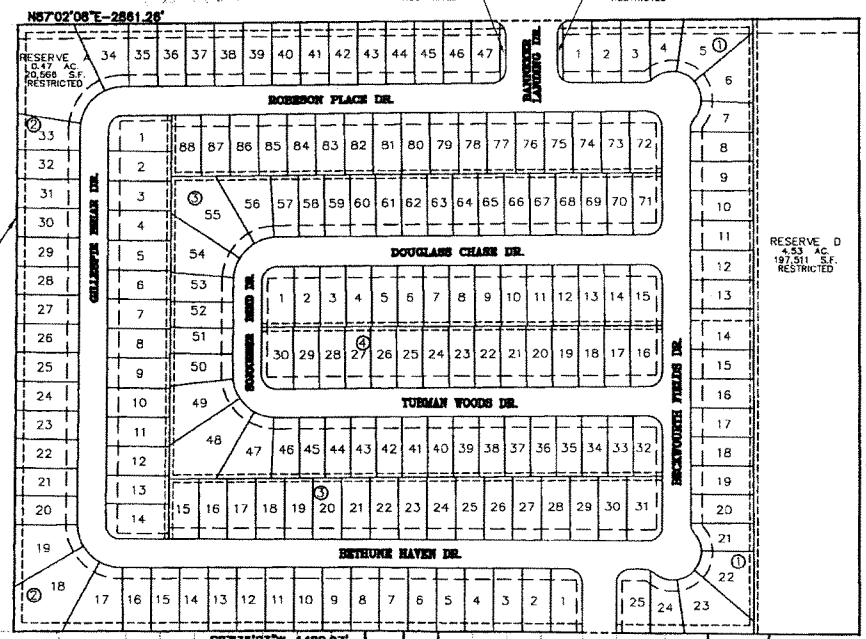 N87°02'08"E-2881.26'
RESERVE A
0.47 AC.
20,568 S.F.
RESTRICTED
34 35 36 37 38 39 40 41 42 43 44 45 46 47
BANNEKER
LANDING DR.
1 2 3 4 5 ①
6
7
8
9
10
11
12
13
14
15
16
17
18
19
20
21
22 ①
23
24
25
ROBESON PLACE DR.
②
33
32
31
30
29
28
27
26
25
24
23
22
21
20
19
18
②
GILLESPIE BHAR DR.
1
2
3
4
5
6
7
8
9
10
11
12
13
14
88 87 86 85 84 83 82 81 80 79 78 77 76 75 74 73 72
③
55 56 57 58 59 60 61 62 63 64 65 66 67 68 69 70 71
54
53
52
51
50
49
48
DOUGLASS CHASE DR.
SOJOURNER BEND DR.
1 2 3 4 5 6 7 8 9 10 11 12 13 14 15
④
30 29 28 27 26 25 24 23 22 21 20 19 18 17 16
TUBMAN WOODS DR.
BECKWOURTH FIELDS DR.
47 46 45 44 43 42 41 40 39 38 37 36 35 34 33 32
③
15 16 17 18 19 20 21 22 23 24 25 26 27 28 29 30 31
BETHUNE HAVEN DR.
17 16 15 14 13 12 11 10 9 8 7 6 5 4 3 2 1
RESERVE D
4.53 AC.
197,511 S.F.
RESTRICTED